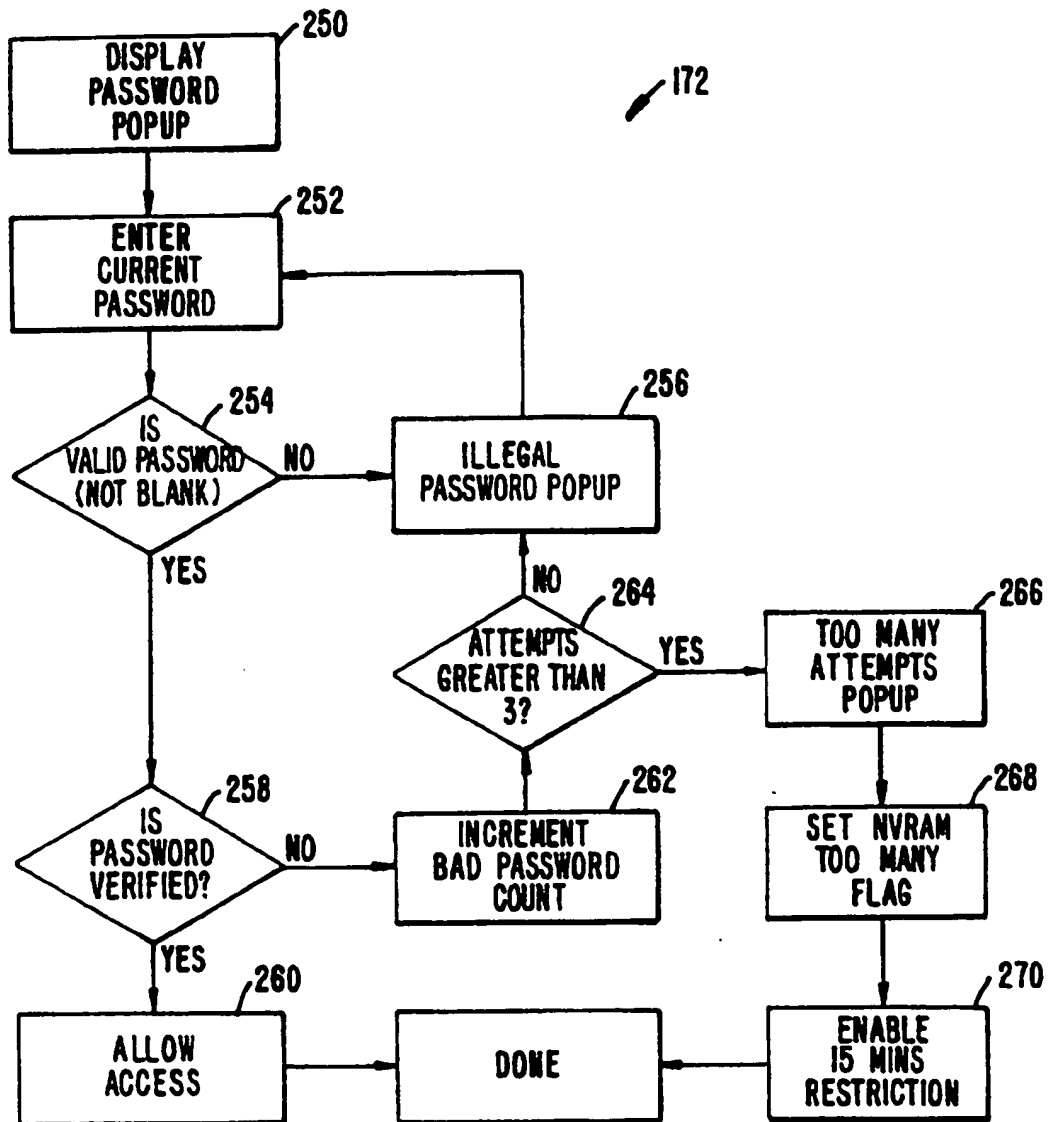 250
DISPLAY
PASSWORD
POPUP
172
252
ENTER
CURRENT
PASSWORD
254
IS
VALID PASSWORD
(NOT BLANK)
NO
YES
256
ILLEGAL
PASSWORD POPUP
NO
264
ATTEMPTS
GREATER THAN
3?
YES
266
TOO MANY
ATTEMPTS
POPUP
258
IS
PASSWORD
VERIFIED?
NO
YES
262
INCREMENT
BAD PASSWORD
COUNT
268
SET NVRAM
TOO MANY
FLAG
260
ALLOW
ACCESS
DONE
270
ENABLE
15 MINS
RESTRICTION